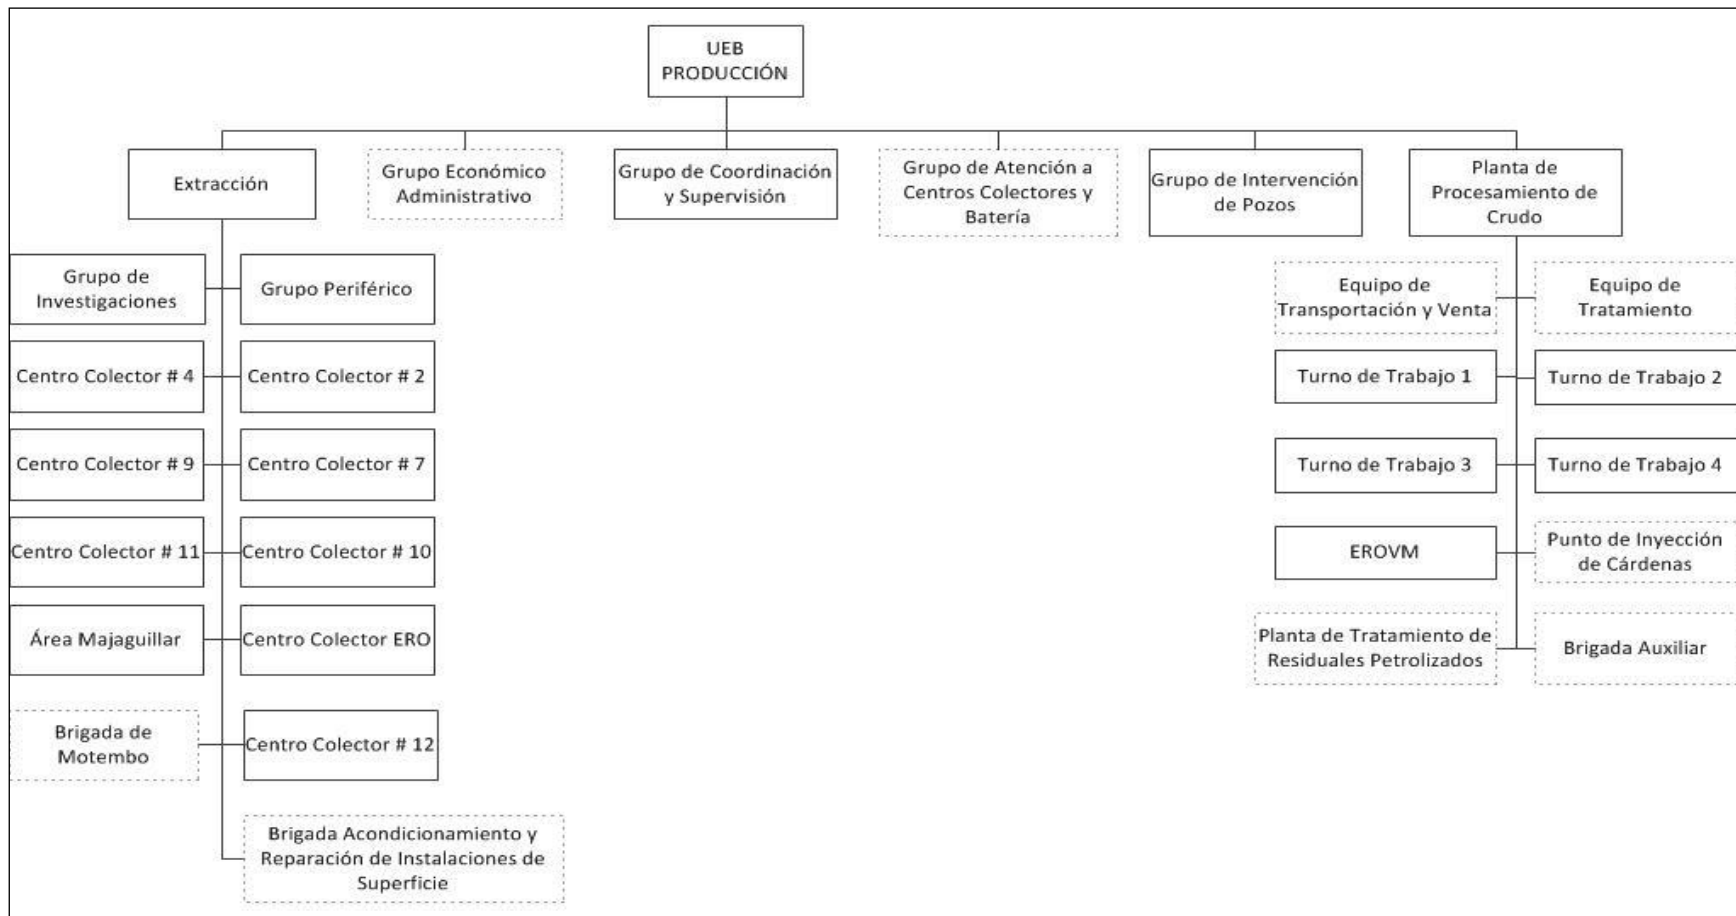 UEB
PRODUCCIÓN
Extracción
Grupo Económico
Administrativo
Grupo de Coordinación
y Supervisión
Grupo de Atención a
Centros Colectores y
Batería
Grupo de Intervención
de Pozos
Planta de
Procesamiento de
Crudo
Grupo de
Investigaciones
Grupo Periférico
Centro Colector # 4
Centro Colector # 2
Centro Colector # 9
Centro Colector # 7
Centro Colector # 11
Centro Colector # 10
Área Majaguillar
Centro Colector ERO
Brigada de
Motembo
Centro Colector # 12
Brigada Acondicionamiento y
Reparación de Instalaciones de
Superficie
Equipo de
Transportación y Venta
Equipo de
Tratamiento
Turno de Trabajo 1
Turno de Trabajo 2
Turno de Trabajo 3
Turno de Trabajo 4
EROVM
Punto de Inyección
de Cárdenas
Planta de Tratamiento de
Residuales Petrolizados
Brigada Auxiliar